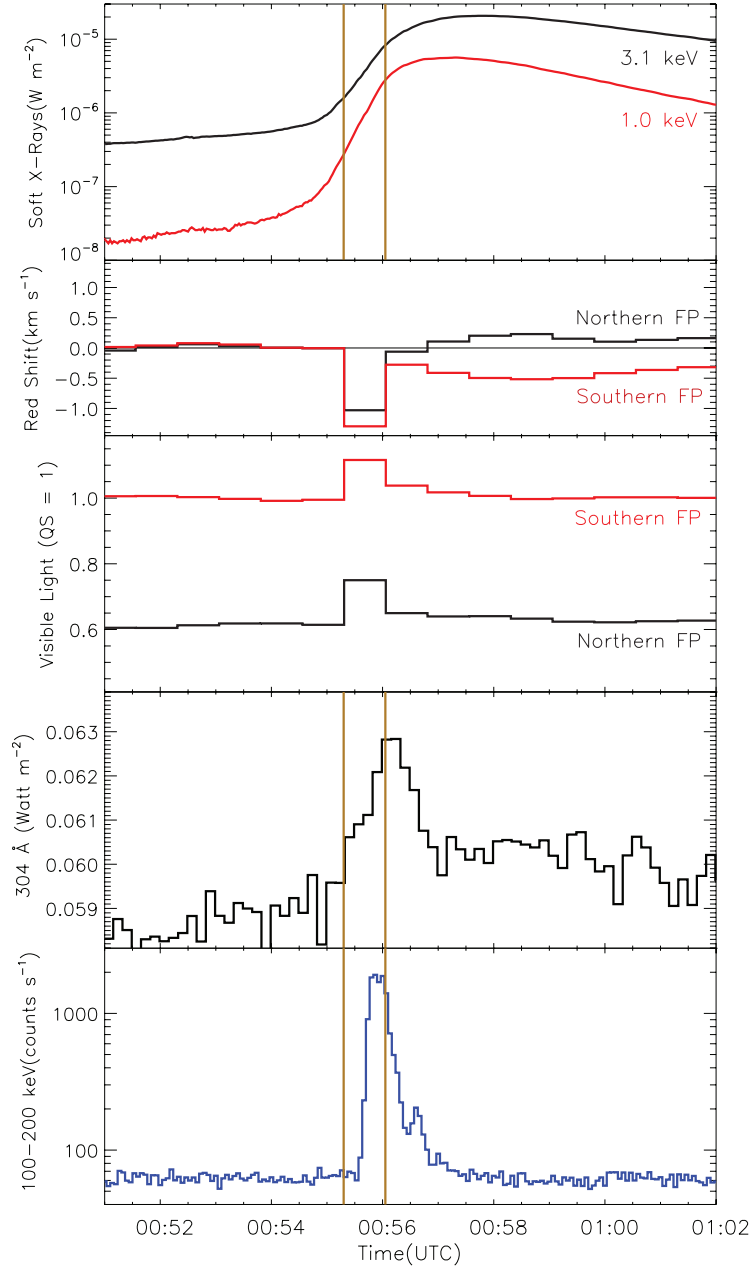 Soft X-Rays(W m⁻²)
10⁻⁵
10⁻⁶
10⁻⁷
10⁻⁸
3.1 keV
1.0 keV
Red Shift(km s⁻¹)
1.0
0.5
0.0
-0.5
-1.0
Northern FP
Southern FP
Visible Light (QS = 1)
1.0
0.8
0.6
Southern FP
Northern FP
304 Å (Watt m⁻²)
0.063
0.062
0.061
0.060
0.059
100-200 keV(counts s⁻¹)
1000
100
00:52
00:54
00:56
00:58
01:00
01:02
Time(UTC)